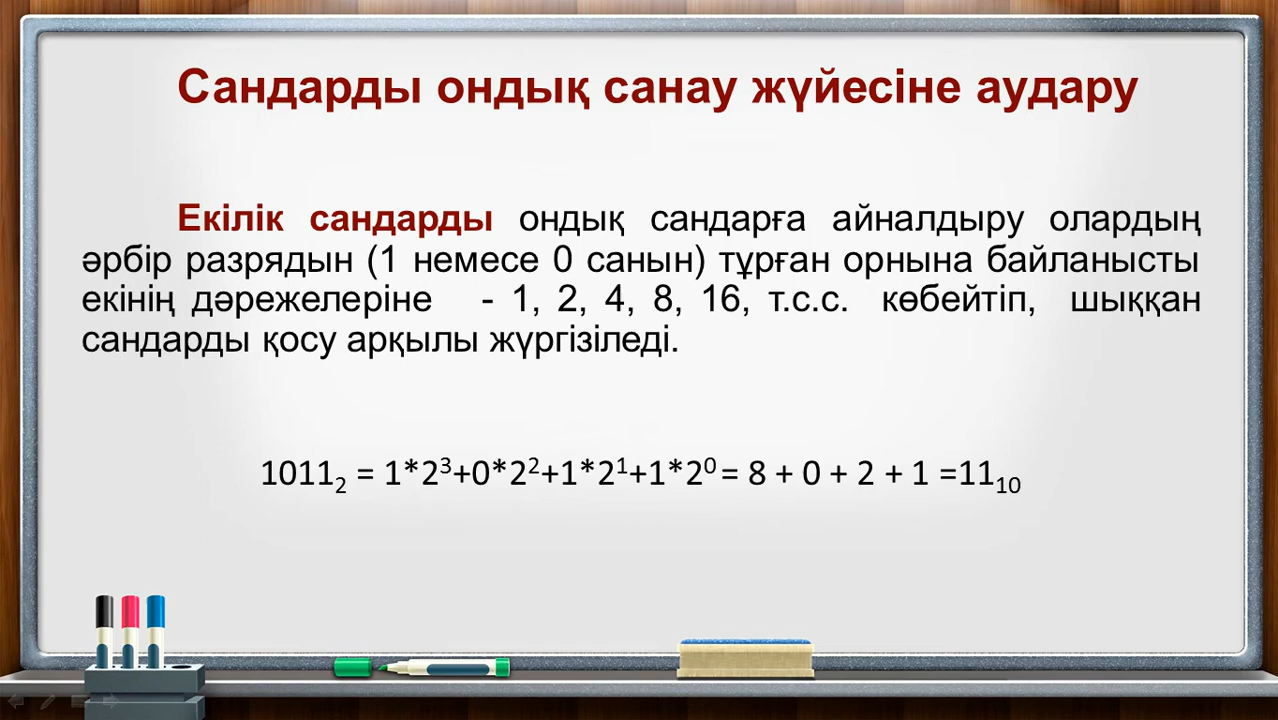 Сандарды ондық санау жүйесіне аудару
Екілік сандарды ондық сандарға айналдыру олардың
әрбір разрядын (1 немесе 0 санын) тұрған орнына байланысты
екінің дәрежелеріне - 1, 2, 4, 8, 16, т.с.с. көбейтіп, шыққан
сандарды қосу арқылы жүргізіледі.
1011₂ = 1*2³+0*2²+1*2¹+1*2⁰ = 8 + 0 + 2 + 1 =11₁₀